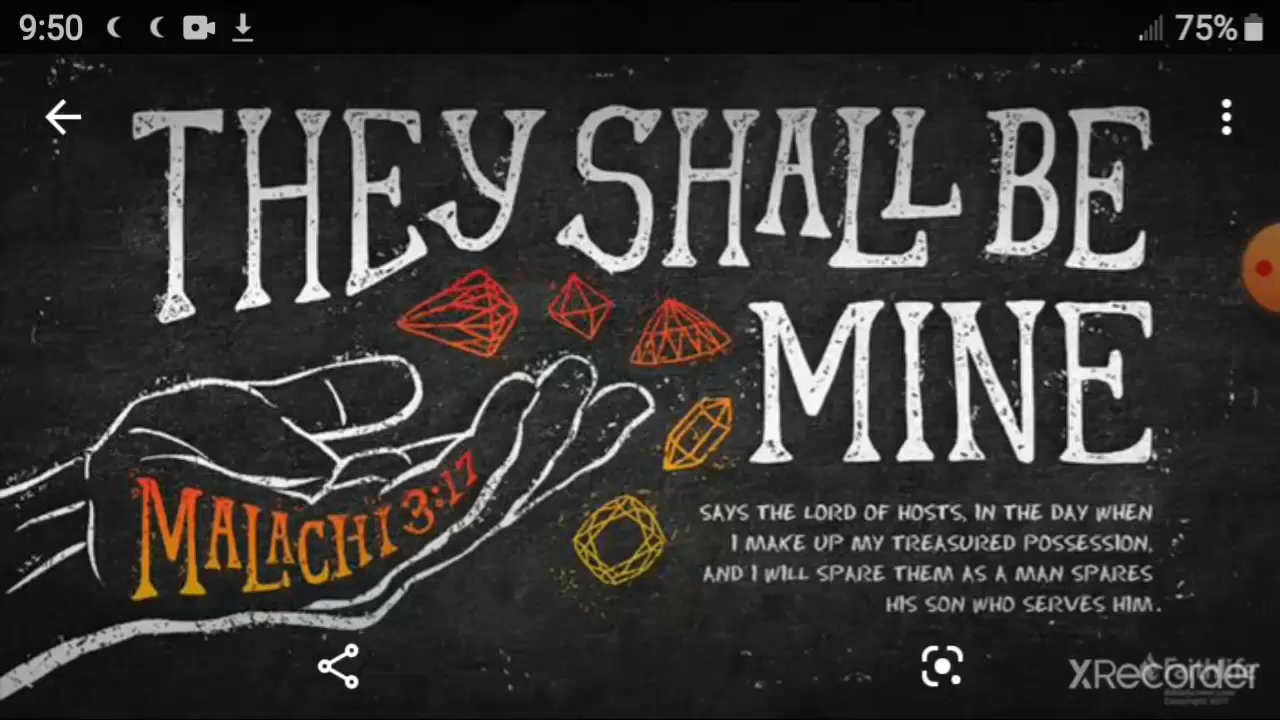 9:50
75%
THEY SHALL BE
MINE
MALACHI 3:17
SAYS THE LORD OF HOSTS, IN THE DAY WHEN
I MAKE UP MY TREASURED POSSESSION,
AND I WILL SPARE THEM AS A MAN SPARES
HIS SON WHO SERVES HIM.
XRecorder